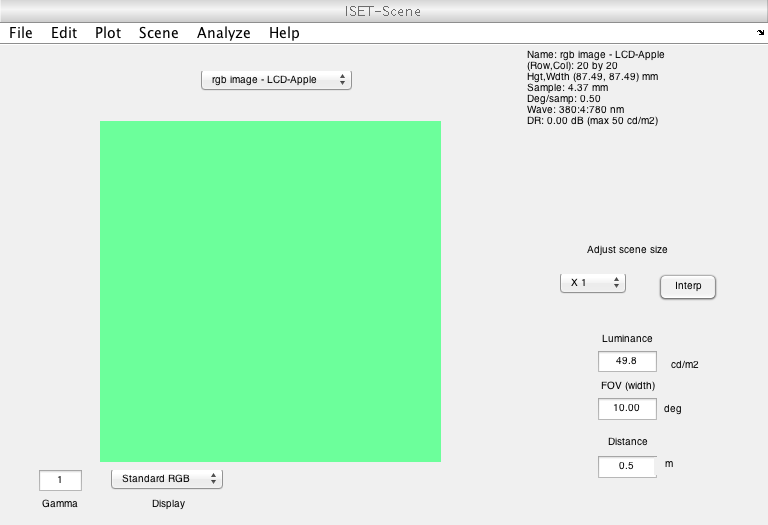 ISET-Scene
File Edit Plot Scene Analyze Help
rgb image - LCD-Apple
Name: rgb image - LCD-Apple
(Row,Col): 20 by 20
Hgt,Wdth (87.49, 87.49) mm
Sample: 4.37 mm
Deg/samp: 0.50
Wave: 380:4:780 nm
DR: 0.00 dB (max 50 cd/m2)
Adjust scene size
X 1 Interp
Luminance
49.8 cd/m2
FOV (width)
10.00 deg
Distance
0.5 m
1 Standard RGB
Gamma Display